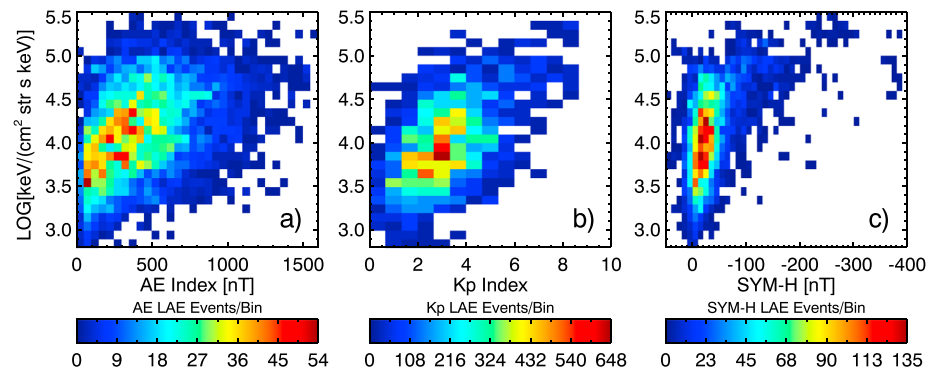 LOG[keV/(cm² str s keV)]
5.5
5.0
4.5
4.0
3.5
3.0
a)
0 500 1000 1500
AE Index [nT]
AE LAE Events/Bin
0 9 18 27 36 45 54
5.5
5.0
4.5
4.0
3.5
3.0
b)
0 2 4 6 8 10
Kp Index
Kp LAE Events/Bin
0 108 216 324 432 540 648
5.5
5.0
4.5
4.0
3.5
3.0
c)
0 -100 -200 -300 -400
SYM-H [nT]
SYM-H LAE Events/Bin
0 23 45 68 90 113 135